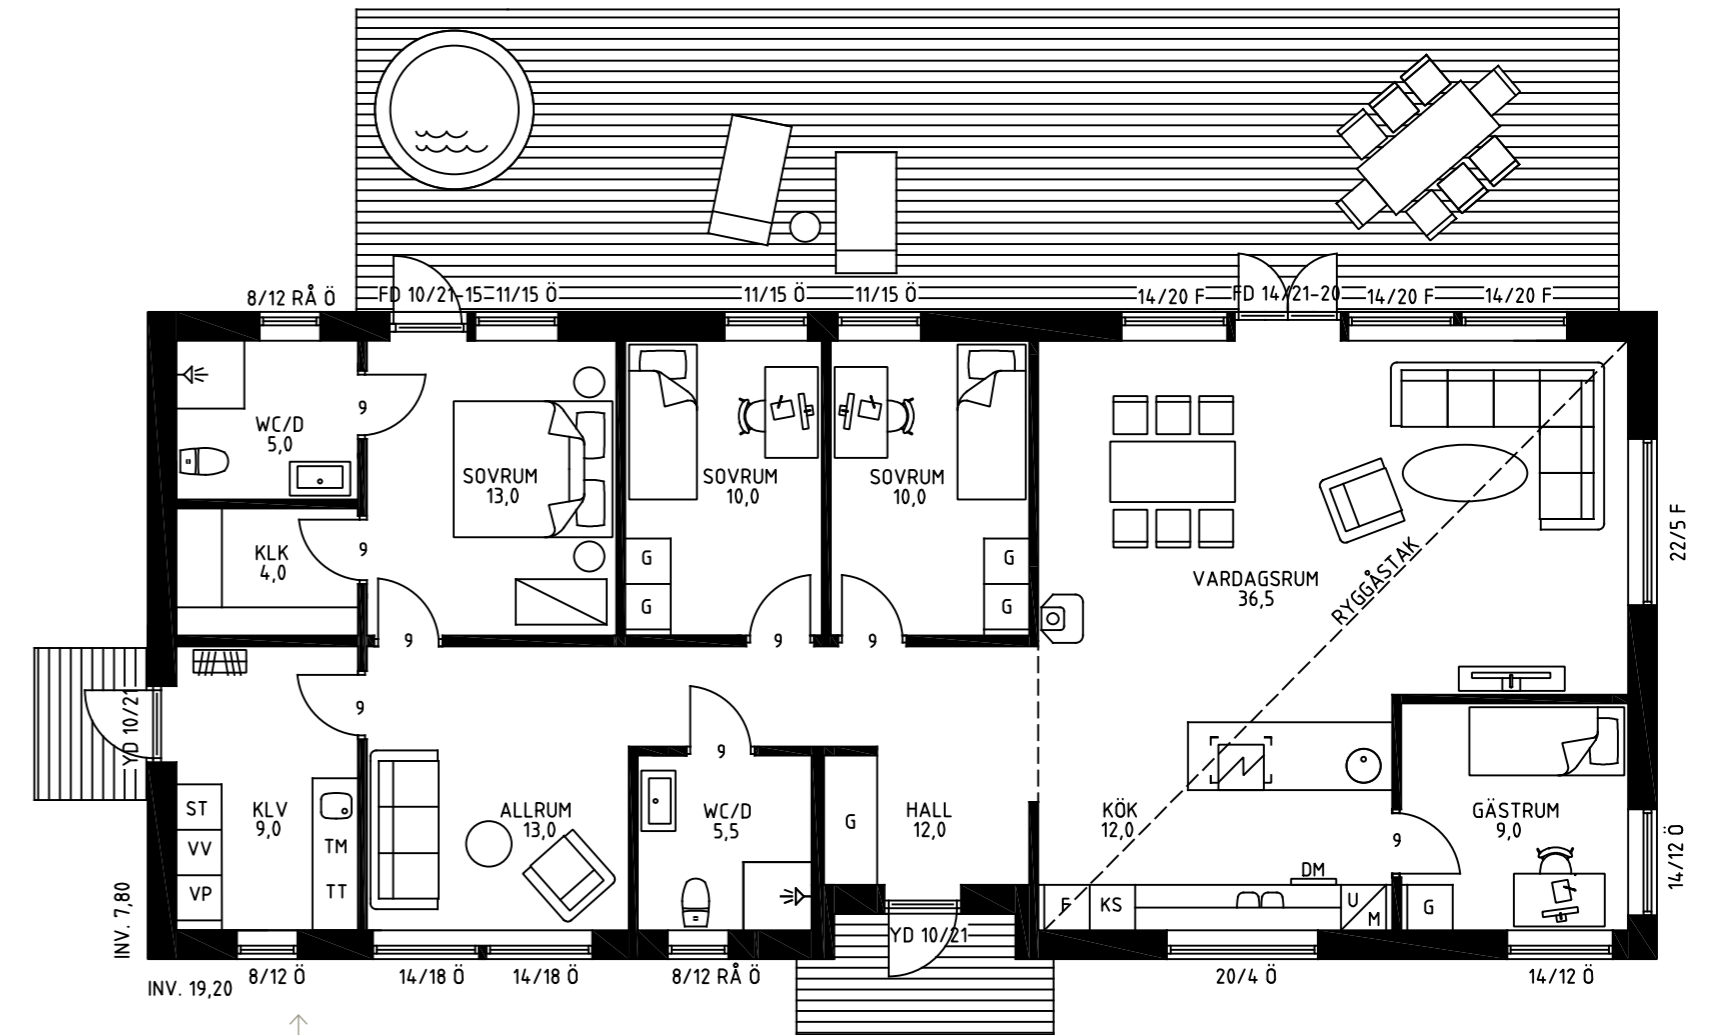 8/12 RÅ Ö
FD 10/21-15
11/15 Ö
11/15 Ö
11/15 Ö
14/20 F
FD 14/21-20
14/20 F
14/20 F
WC/D
5,0
9
SOVRUM
13,0
SOVRUM
10,0
SOVRUM
10,0
KLK
4,0
9
G
G
G
G
VARDAGSRUM
36,5
RYGGÅSTAK
22/5 F
9
9
9
YD 10/21
9
9
ST
VV
VP
KLV
9,0
TM
TT
ALLRUM
13,0
WC/D
5,5
G
HALL
12,0
KÖK
12,0
GÄSTRUM
9,0
9
14/12 Ö
DM
F
KS
U
M
G
YD 10/21
INV. 7,80
INV. 19,20
8/12 Ö
14/18 Ö
14/18 Ö
8/12 RÅ Ö
20/4 Ö
14/12 Ö